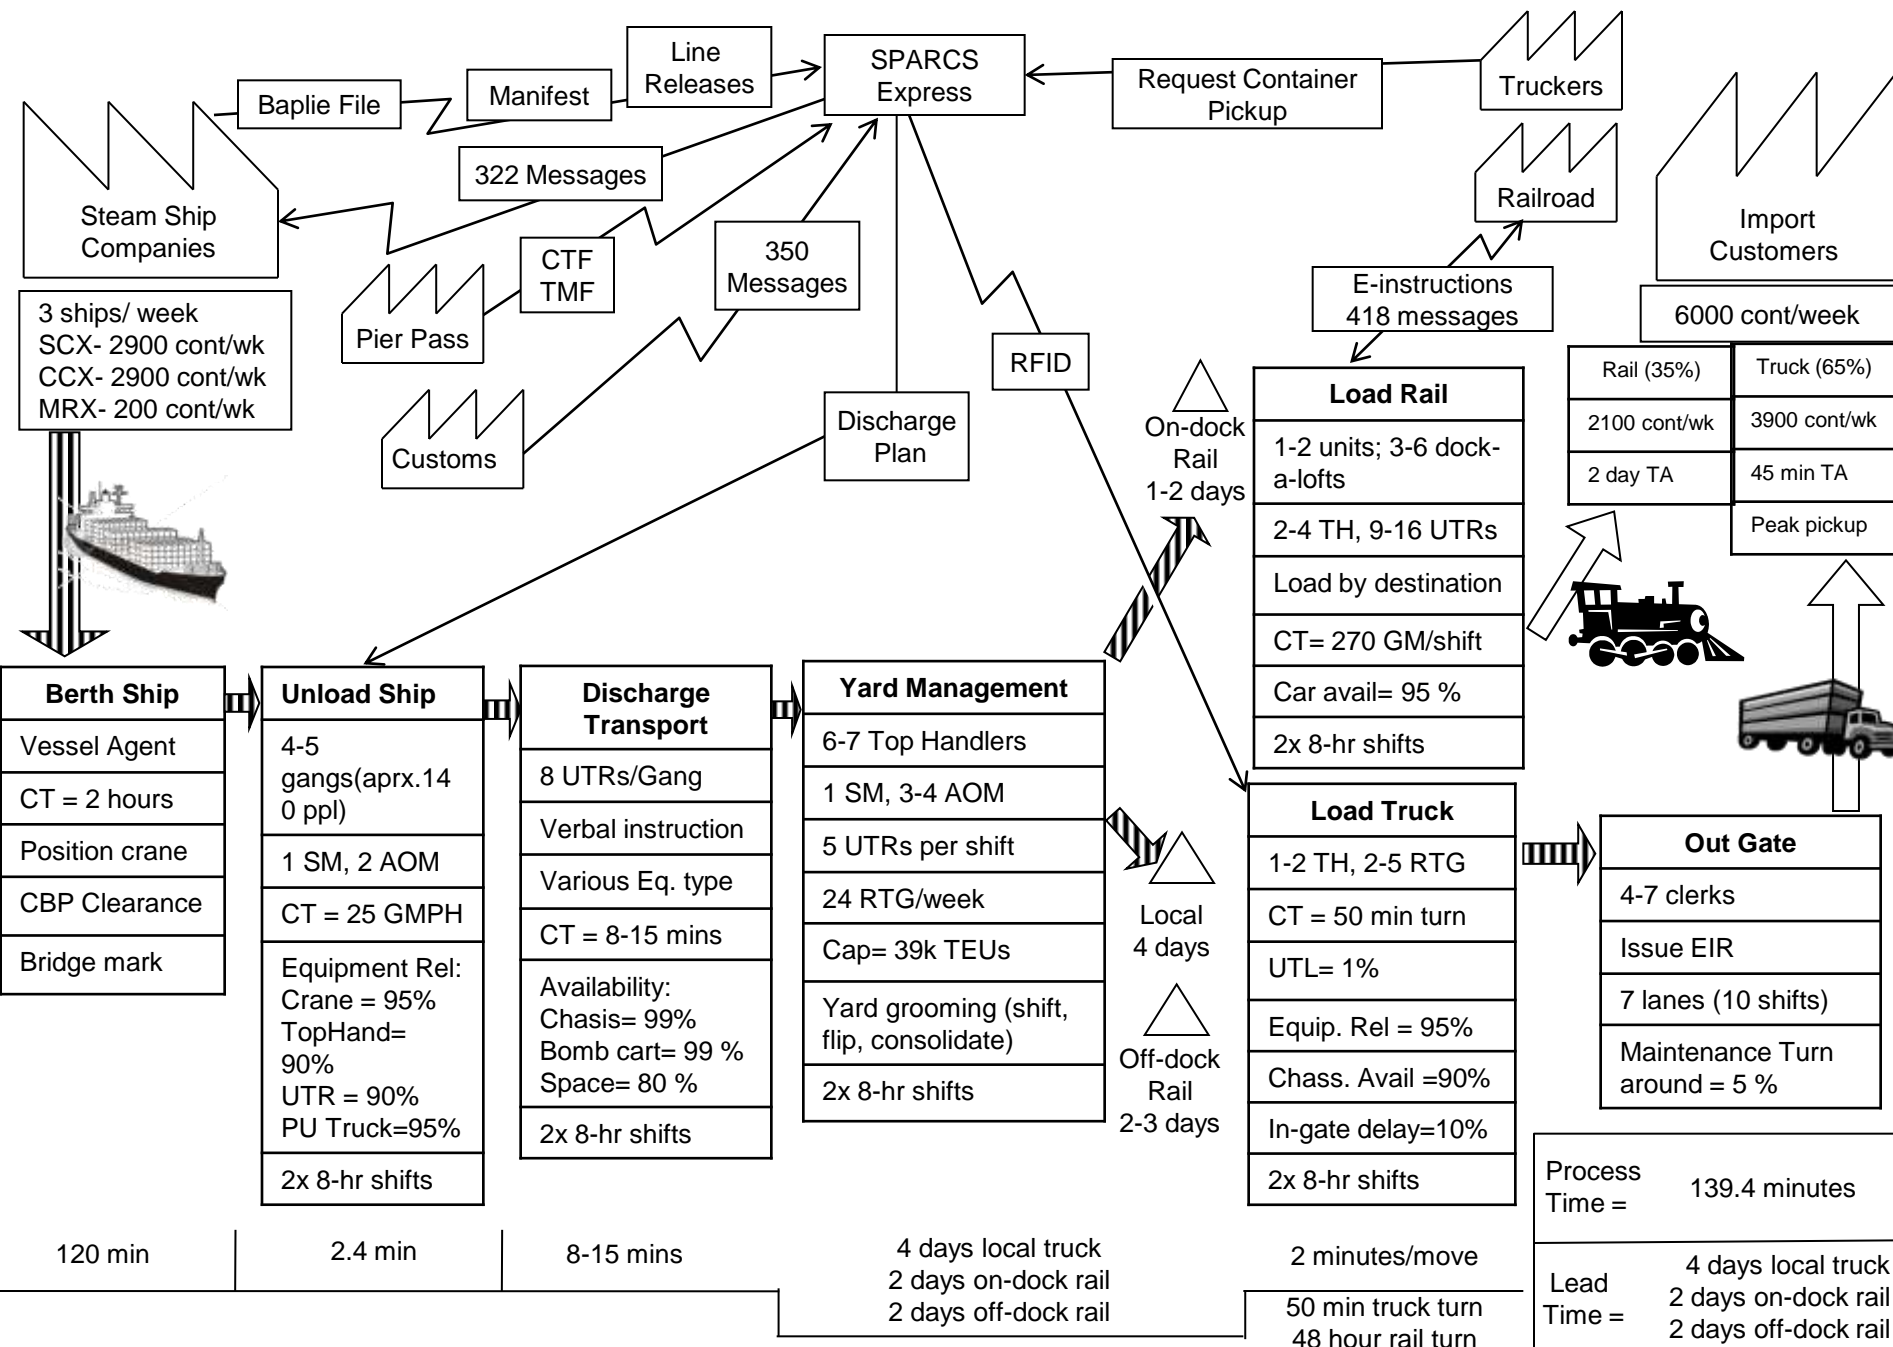 Line
Releases
SPARCS
Express
Request Container
Pickup
Truckers
Baplie File
Manifest
322 Messages
Steam Ship
Companies
CTF
TMF
350
Messages
Pier Pass
Customs
Railroad
Import
Customers
E-instructions
418 messages
6000 cont/week
3 ships/ week
SCX- 2900 cont/wk
CCX- 2900 cont/wk
MRX- 200 cont/wk
RFID
Discharge
Plan
Rail (35%)
2100 cont/wk
2 day TA
Truck (65%)
3900 cont/wk
45 min TA
Peak pickup
On-dock
Rail
1-2 days
Load Rail
1-2 units; 3-6 dock-
a-lofts
2-4 TH, 9-16 UTRs
Load by destination
CT= 270 GM/shift
Car avail= 95 %
2x 8-hr shifts
Berth Ship
Vessel Agent
CT = 2 hours
Position crane
CBP Clearance
Bridge mark
Unload Ship
4-5
gangs(aprx.14
0 ppl)
1 SM, 2 AOM
CT = 25 GMPH
Equipment Rel:
Crane = 95%
TopHand=
90%
UTR = 90%
PU Truck=95%
2x 8-hr shifts
Discharge
Transport
8 UTRs/Gang
Verbal instruction
Various Eq. type
CT = 8-15 mins
Availability:
Chasis= 99%
Bomb cart= 99 %
Space= 80 %
2x 8-hr shifts
Yard Management
6-7 Top Handlers
1 SM, 3-4 AOM
5 UTRs per shift
24 RTG/week
Cap= 39k TEUs
Yard grooming (shift,
flip, consolidate)
2x 8-hr shifts
Local
4 days
Off-dock
Rail
2-3 days
Load Truck
1-2 TH, 2-5 RTG
CT = 50 min turn
UTL= 1%
Equip. Rel = 95%
Chass. Avail =90%
In-gate delay=10%
2x 8-hr shifts
Out Gate
4-7 clerks
Issue EIR
7 lanes (10 shifts)
Maintenance Turn
around = 5 %
120 min
2.4 min
8-15 mins
4 days local truck
2 days on-dock rail
2 days off-dock rail
2 minutes/move
50 min truck turn
48 hour rail turn
Process
Time =
139.4 minutes
Lead
Time =
4 days local truck
2 days on-dock rail
2 days off-dock rail